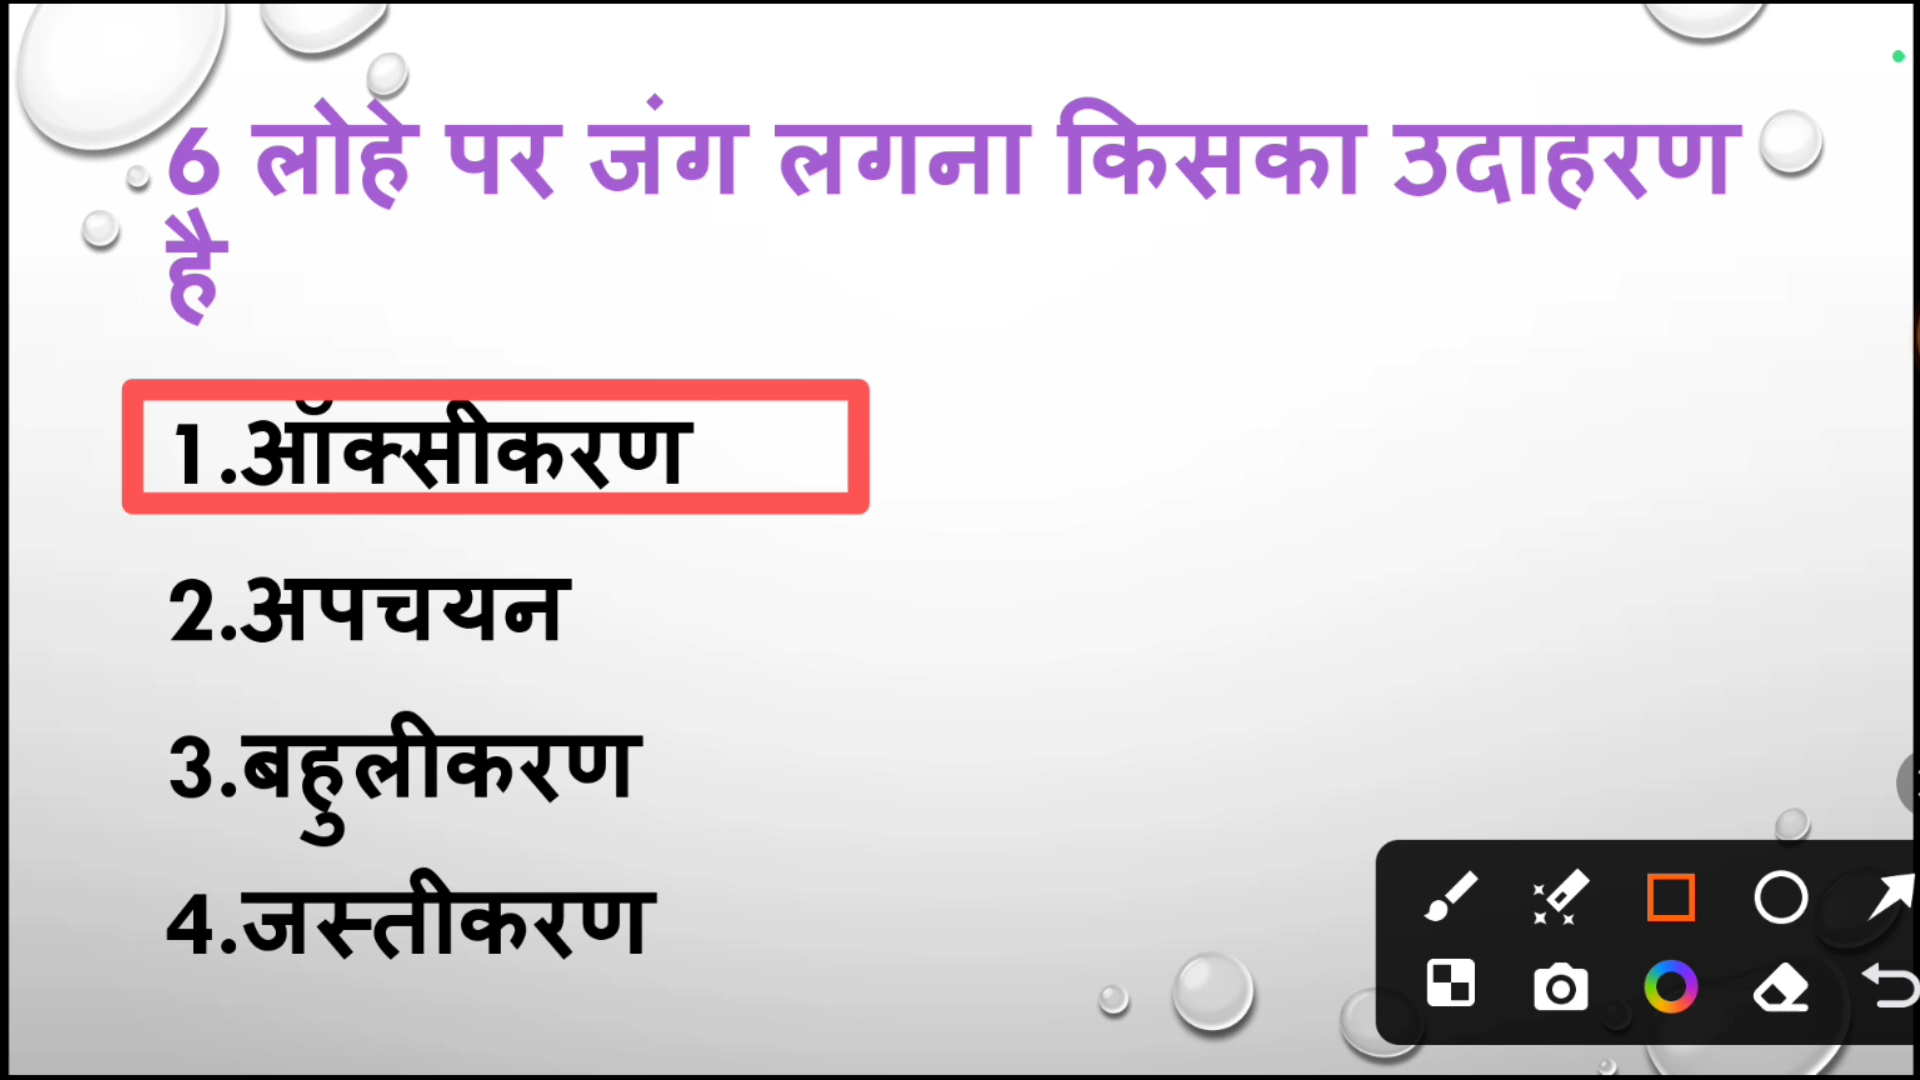 6 लोहे पर जंग लगना किसका उदाहरण
है
1.ऑक्सीकरण
2.अपचयन
3.बहुलीकरण
4.जस्तीकरण